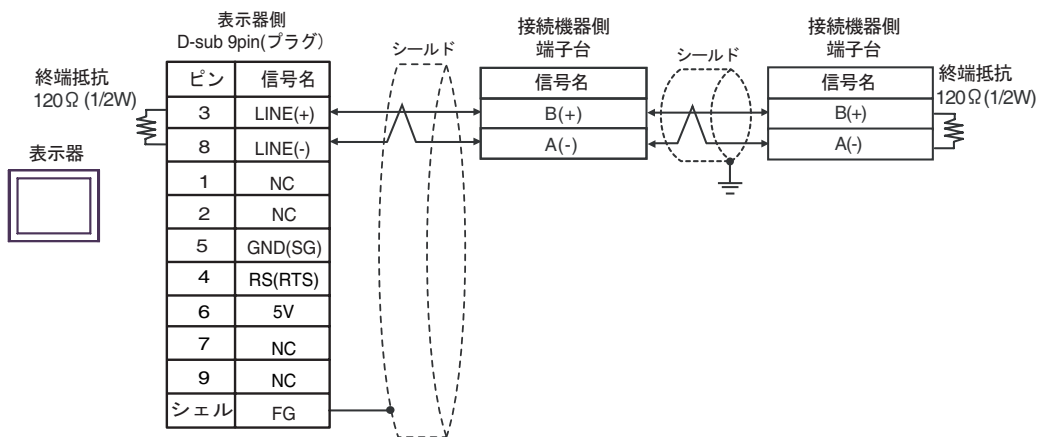 表示器側
D-sub 9pin(プラグ)
終端抵抗
120Ω(1/2W)
表示器
ピン 信号名
3 LINE(+)
8 LINE(-)
1 NC
2 NC
5 GND(SG)
4 RS(RTS)
6 5V
7 NC
9 NC
シェル FG
シールド
接続機器側
端子台
信号名
B(+)
A(-)
シールド
接続機器側
端子台
信号名
B(+)
A(-)
終端抵抗
120Ω(1/2W)